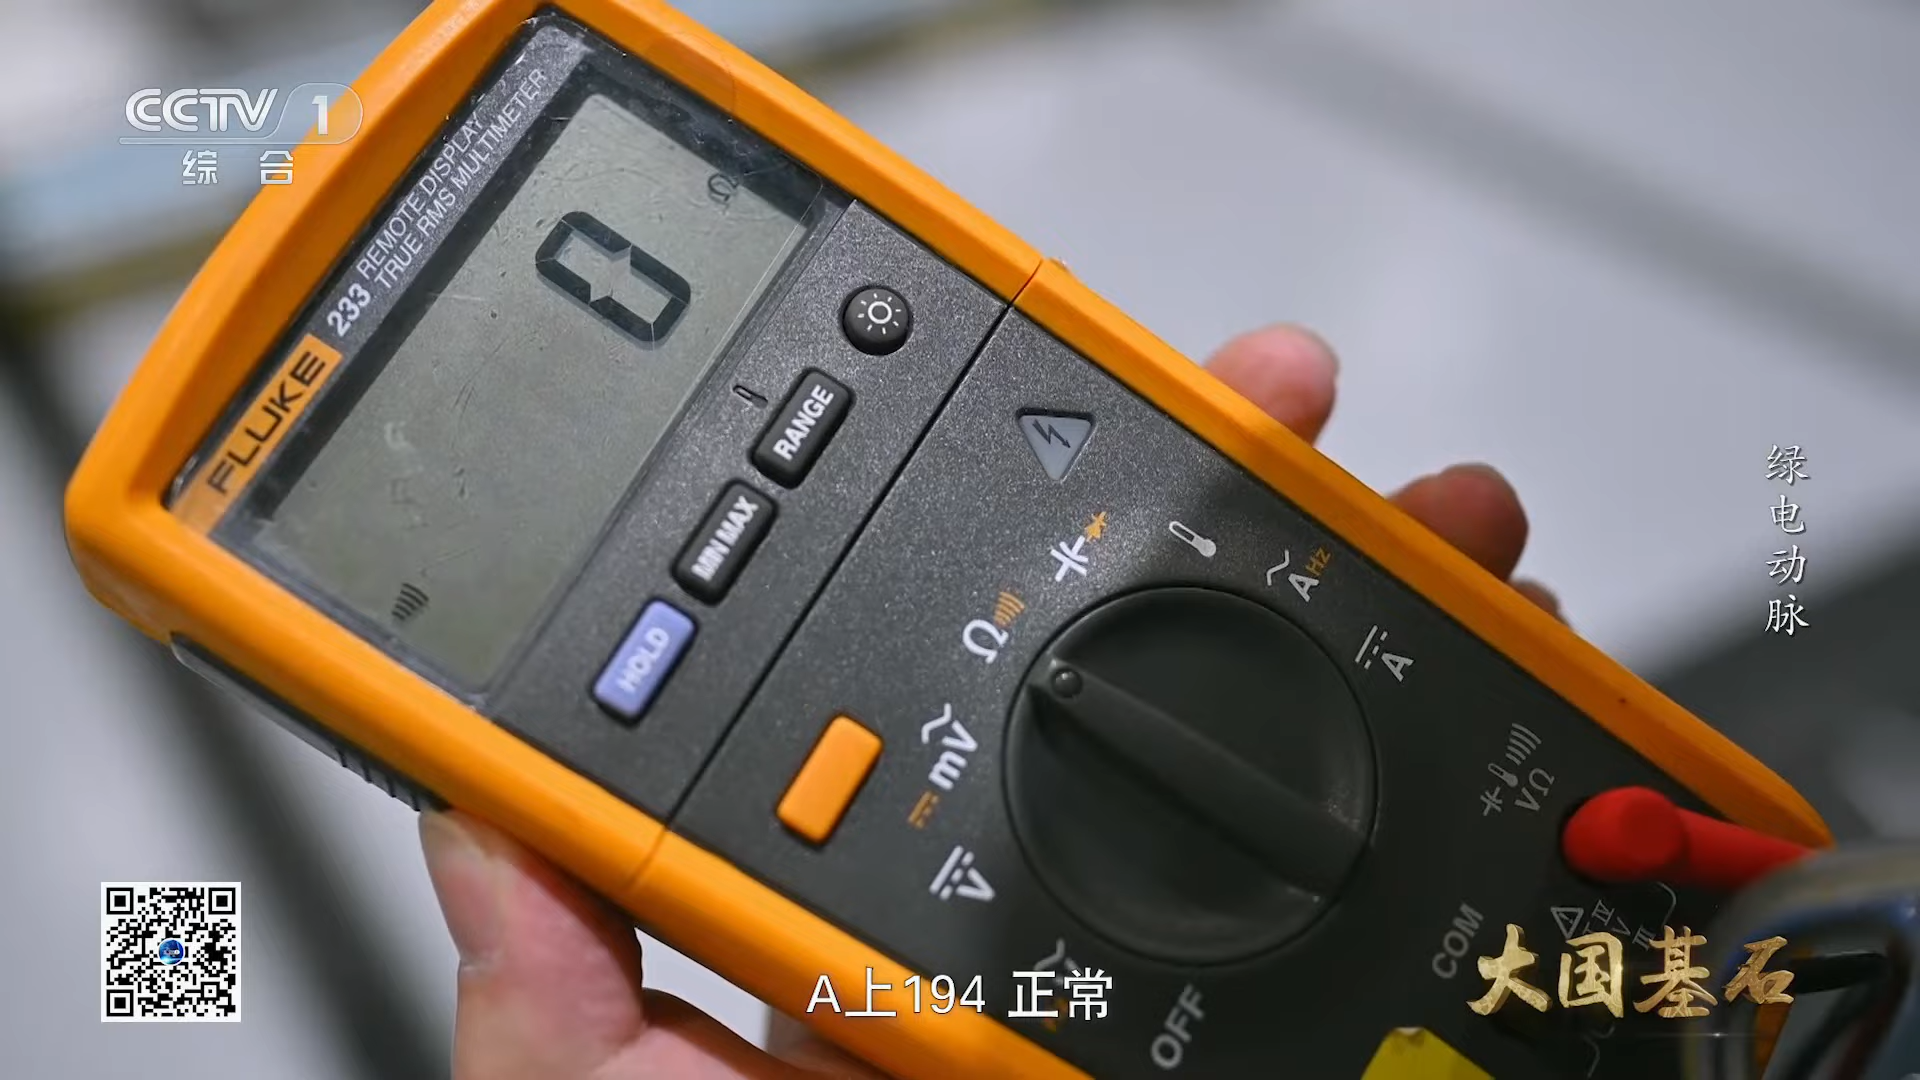 CCTV 1
综合
FLUKE
233 REMOTE DISPLAY
TRUE RMS MULTIMETER
Ω
0
RANGE
MIN MAX
HOLD
Ω
mV
V
A Hz
A
VΩ
COM
OFF
绿电动脉
A上194 正常
大国基石